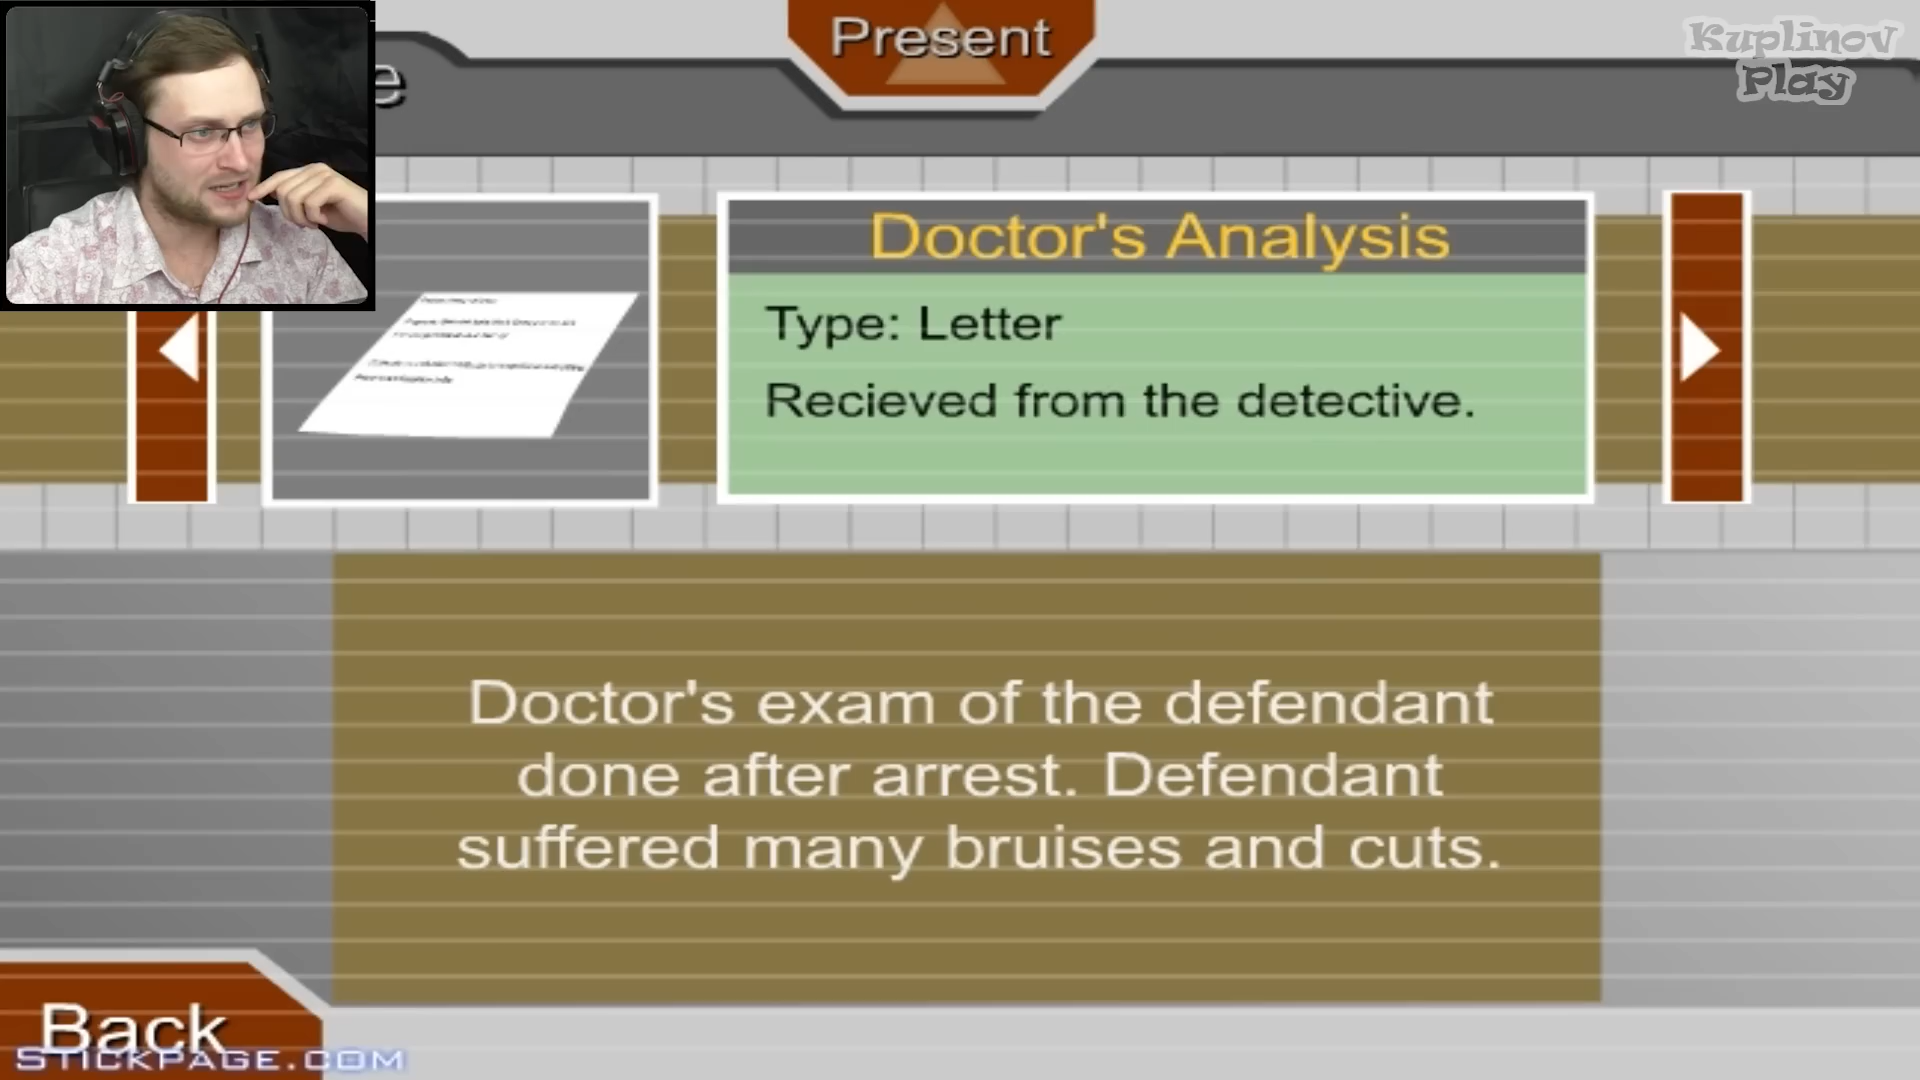 Present
Kuplinov
Play
e
Doctor's Analysis
Type: Letter
Recieved from the detective.
Doctor's exam of the defendant
done after arrest. Defendant
suffered many bruises and cuts.
Back
STICKPAGE.COM